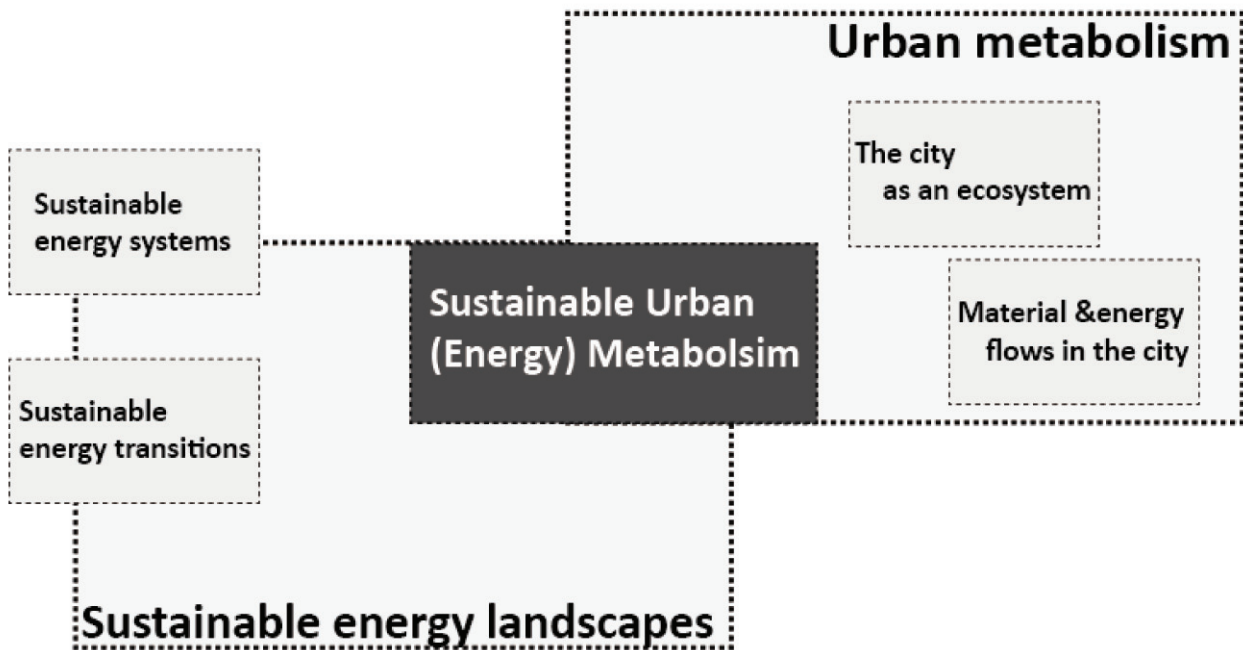 Urban metabolism
The city
as an ecosystem
Material &energy
flows in the city
Sustainable
energy systems
Sustainable Urban
(Energy) Metabolsim
Sustainable
energy transitions
Sustainable energy landscapes